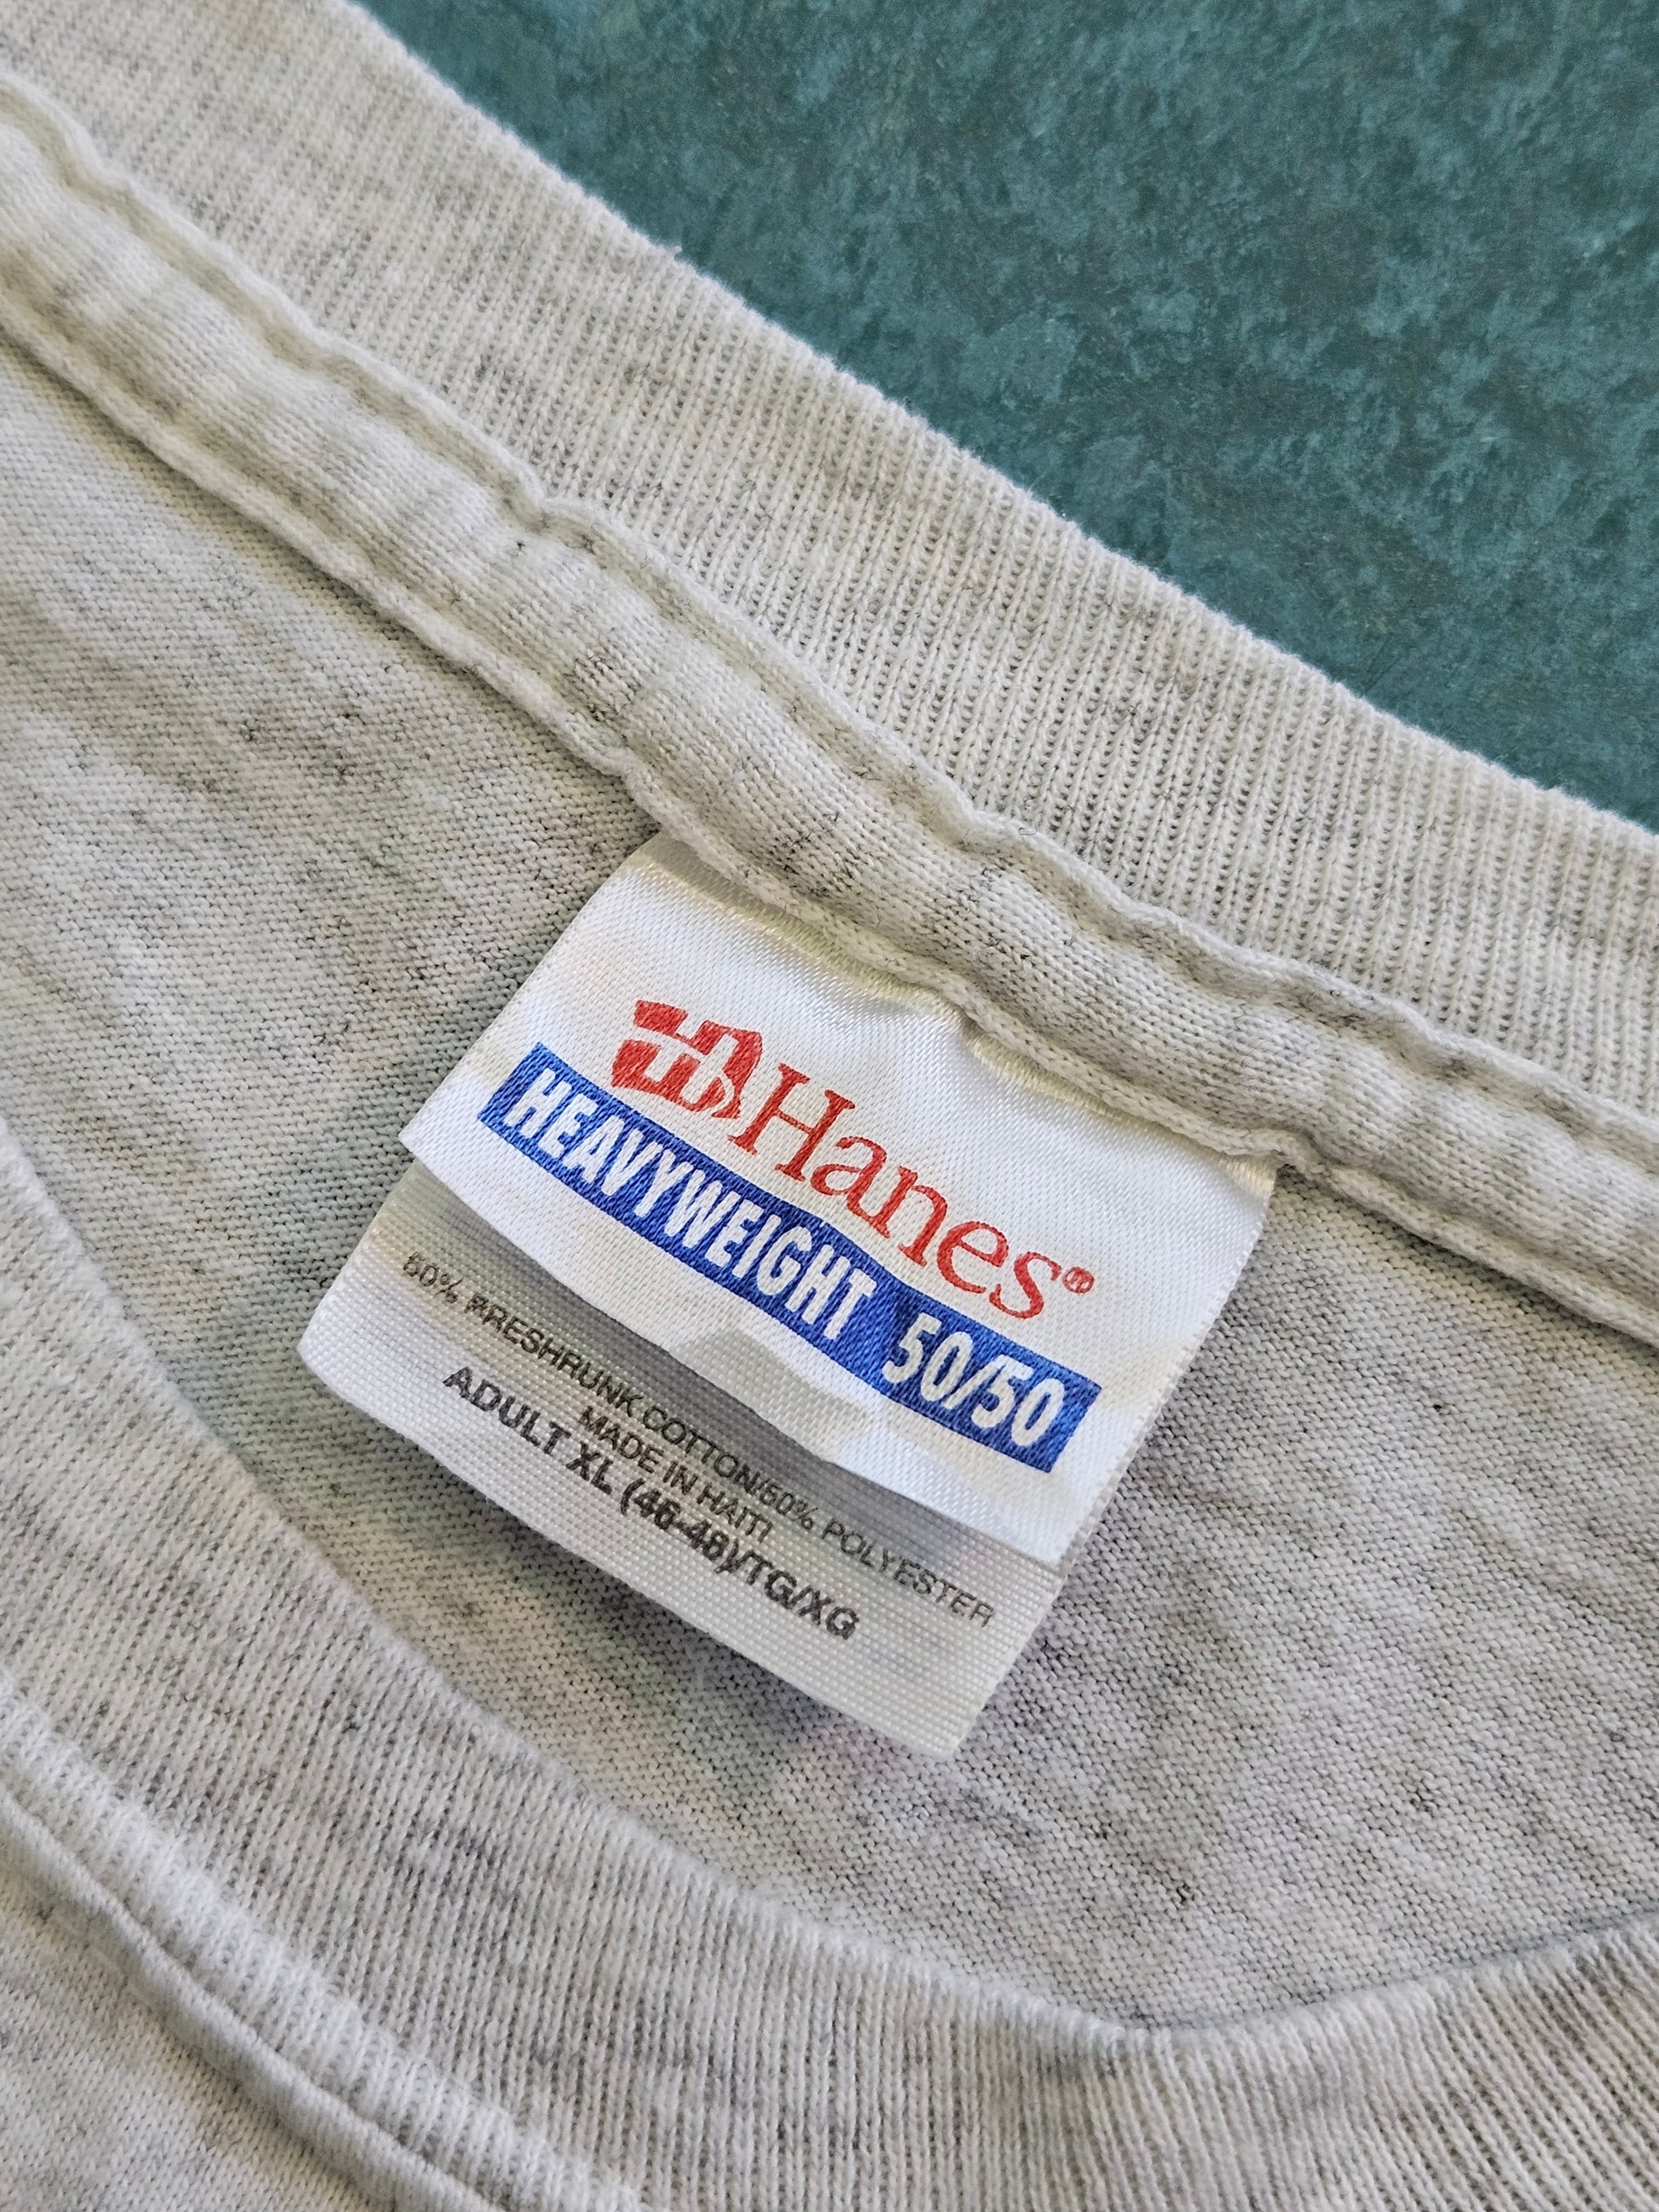 Hanes®
HEAVYWEIGHT 50/50
50% PRESHRUNK COTTON/50% POLYESTER
MADE IN HAITI
ADULT XL (46-48)/TG/XG